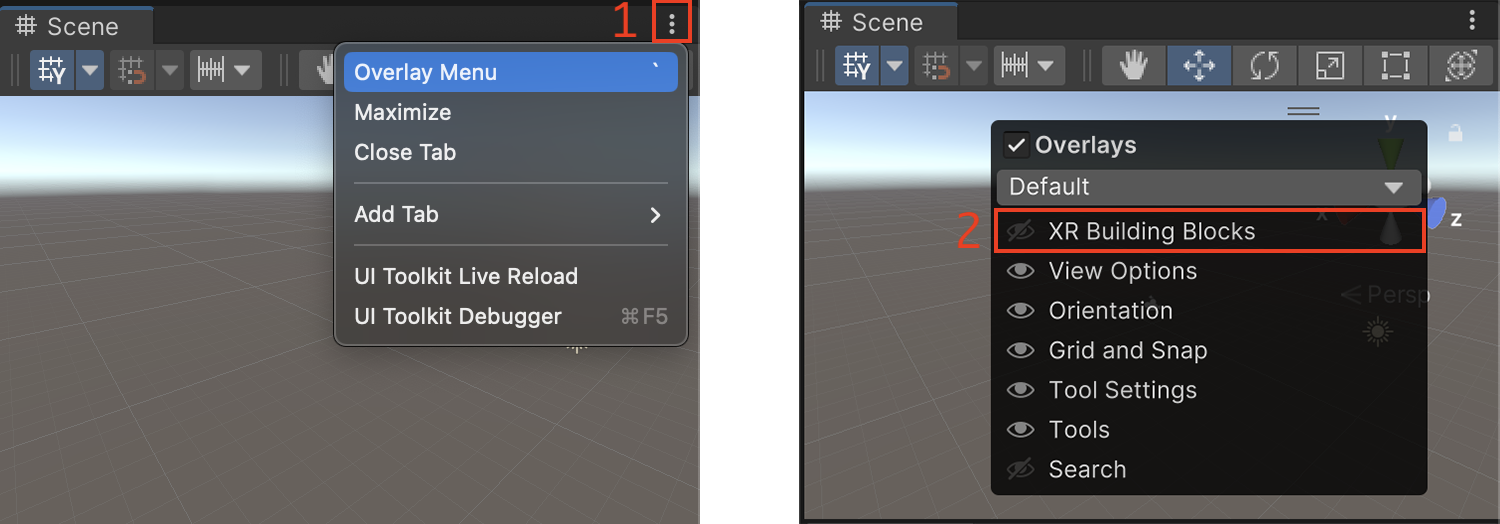 Scene
1
Overlay Menu `
Maximize
Close Tab
Add Tab
UI Toolkit Live Reload
UI Toolkit Debugger ⌘F5
Y
Scene
Y
Overlays
Default
2 XR Building Blocks
View Options
Orientation
Grid and Snap
Tool Settings
Tools
Search
y
x
z
Persp